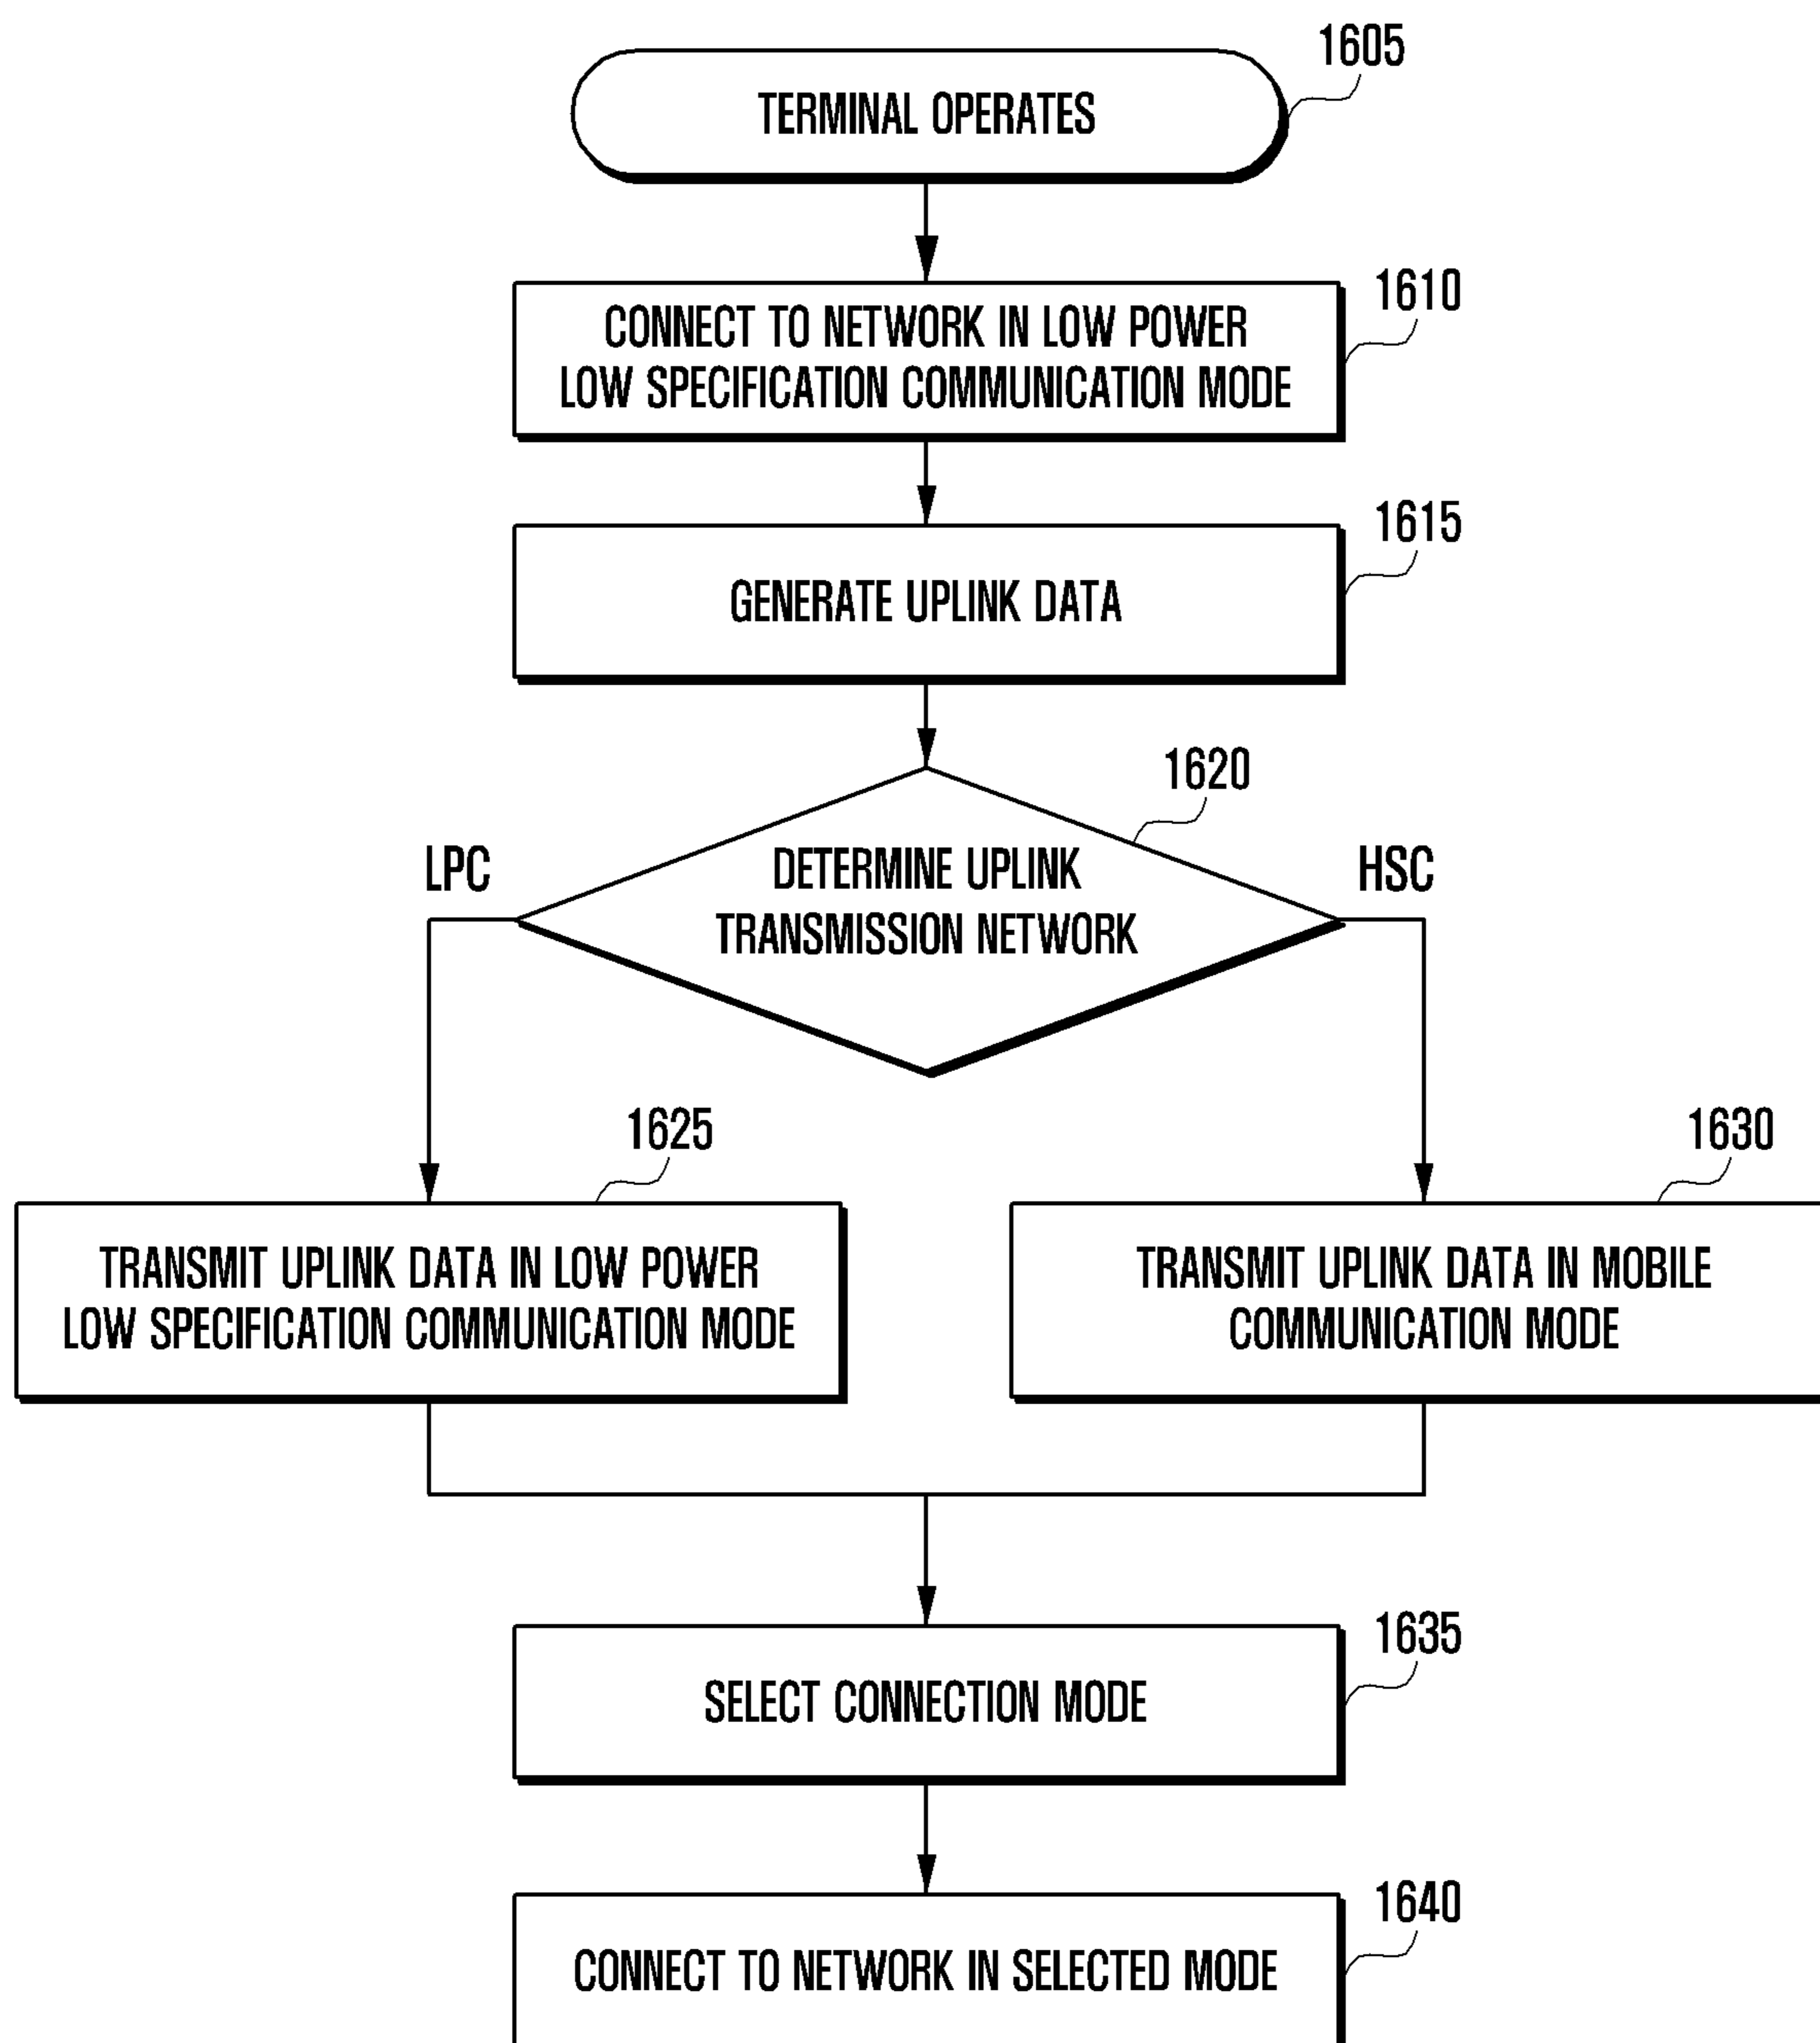 1605
TERMINAL OPERATES
1610
CONNECT TO NETWORK IN LOW POWER
LOW SPECIFICATION COMMUNICATION MODE
1615
GENERATE UPLINK DATA
1620
LPC
DETERMINE UPLINK
TRANSMISSION NETWORK
HSC
1625
TRANSMIT UPLINK DATA IN LOW POWER
LOW SPECIFICATION COMMUNICATION MODE
1630
TRANSMIT UPLINK DATA IN MOBILE
COMMUNICATION MODE
1635
SELECT CONNECTION MODE
1640
CONNECT TO NETWORK IN SELECTED MODE